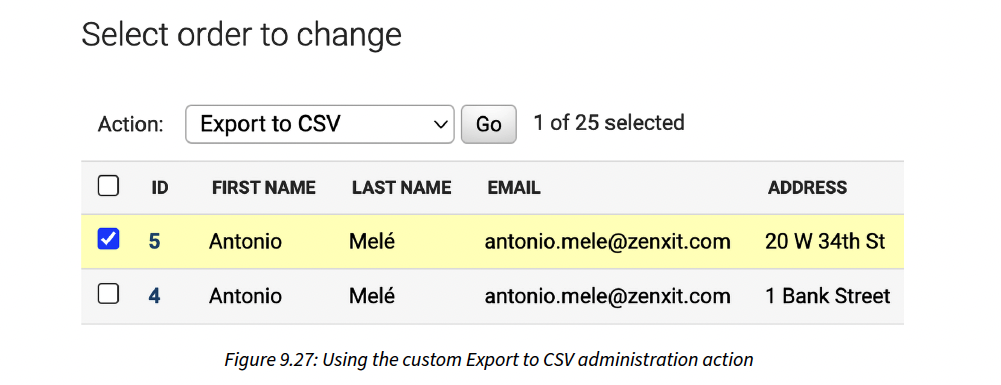 Select order to change
Action: Export to CSV Go 1 of 25 selected
ID FIRST NAME LAST NAME EMAIL ADDRESS
5 Antonio Melé antonio.mele@zenxit.com 20 W 34th St
4 Antonio Melé antonio.mele@zenxit.com 1 Bank Street
Figure 9.27: Using the custom Export to CSV administration action